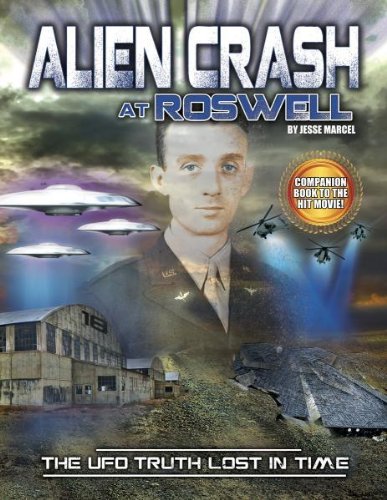 ALIEN CRASH
AT ROSWELL
BY JESSE MARCEL
COMPANION
BOOK TO THE
HIT MOVIE!
U.S.
18
THE UFO TRUTH LOST IN TIME